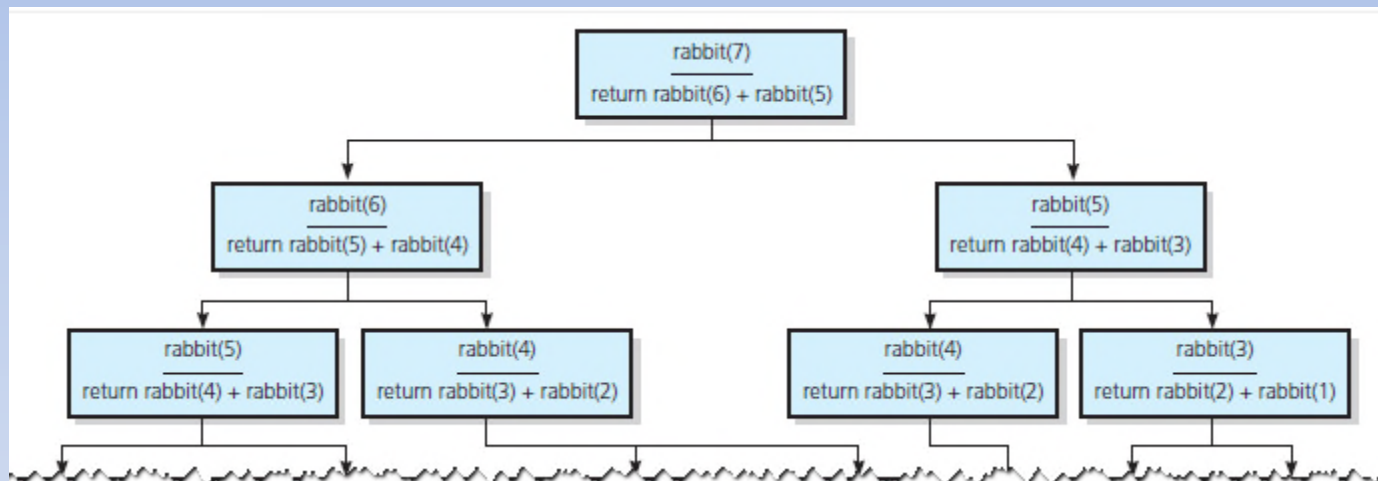 rabbit(7)
return rabbit(6) + rabbit(5)
rabbit(6)
return rabbit(5) + rabbit(4)
rabbit(5)
return rabbit(4) + rabbit(3)
rabbit(5)
return rabbit(4) + rabbit(3)
rabbit(4)
return rabbit(3) + rabbit(2)
rabbit(4)
return rabbit(3) + rabbit(2)
rabbit(3)
return rabbit(2) + rabbit(1)